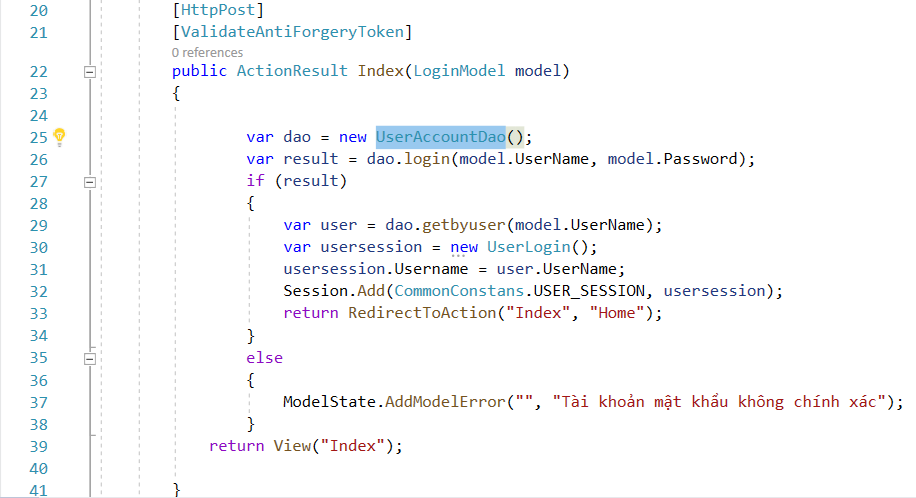 20 [HttpPost]
21 [ValidateAntiForgeryToken]
0 references
22 public ActionResult Index(LoginModel model)
23 {
24
25 var dao = new UserAccountDao();
26 var result = dao.login(model.UserName, model.Password);
27 if (result)
28 {
29 var user = dao.getbyuser(model.UserName);
30 var usersession = new UserLogin();
31 usersession.Username = user.UserName;
32 Session.Add(CommonConstans.USER_SESSION, usersession);
33 return RedirectToAction("Index", "Home");
34 }
35 else
36 {
37 ModelState.AddModelError("", "Tài khoản mật khẩu không chính xác");
38 }
39 return View("Index");
40
41 }